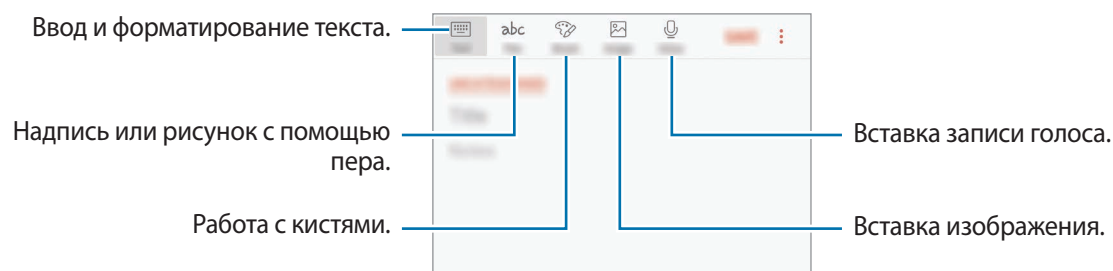 Ввод и форматирование текста.
abc
Надпись или рисунок с помощью
пера.
Вставка записи голоса.
Работа с кистями.
Вставка изображения.